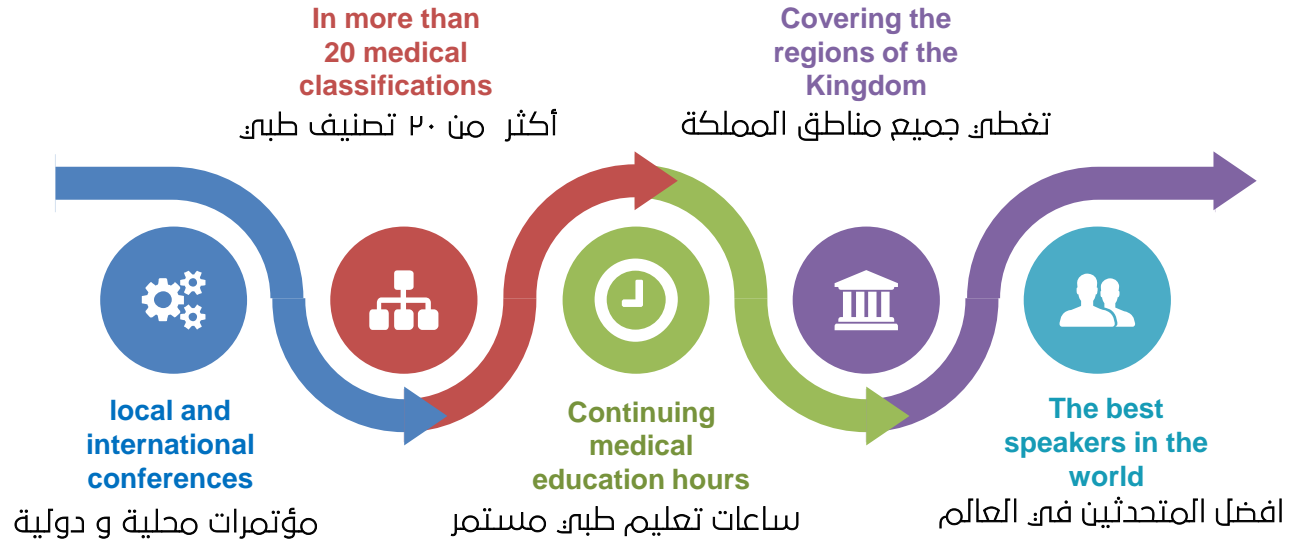 In more than
20 medical
classifications
أكثر من ٢٠ تصنيف طبي
Covering the
regions of the
Kingdom
تغطي جميع مناطق المملكة
local and
international
conferences
مؤتمرات محلية و دولية
Continuing
medical
education hours
ساعات تعليم طبي مستمر
The best
speakers in the
world
افضل المتحدثين في العالم